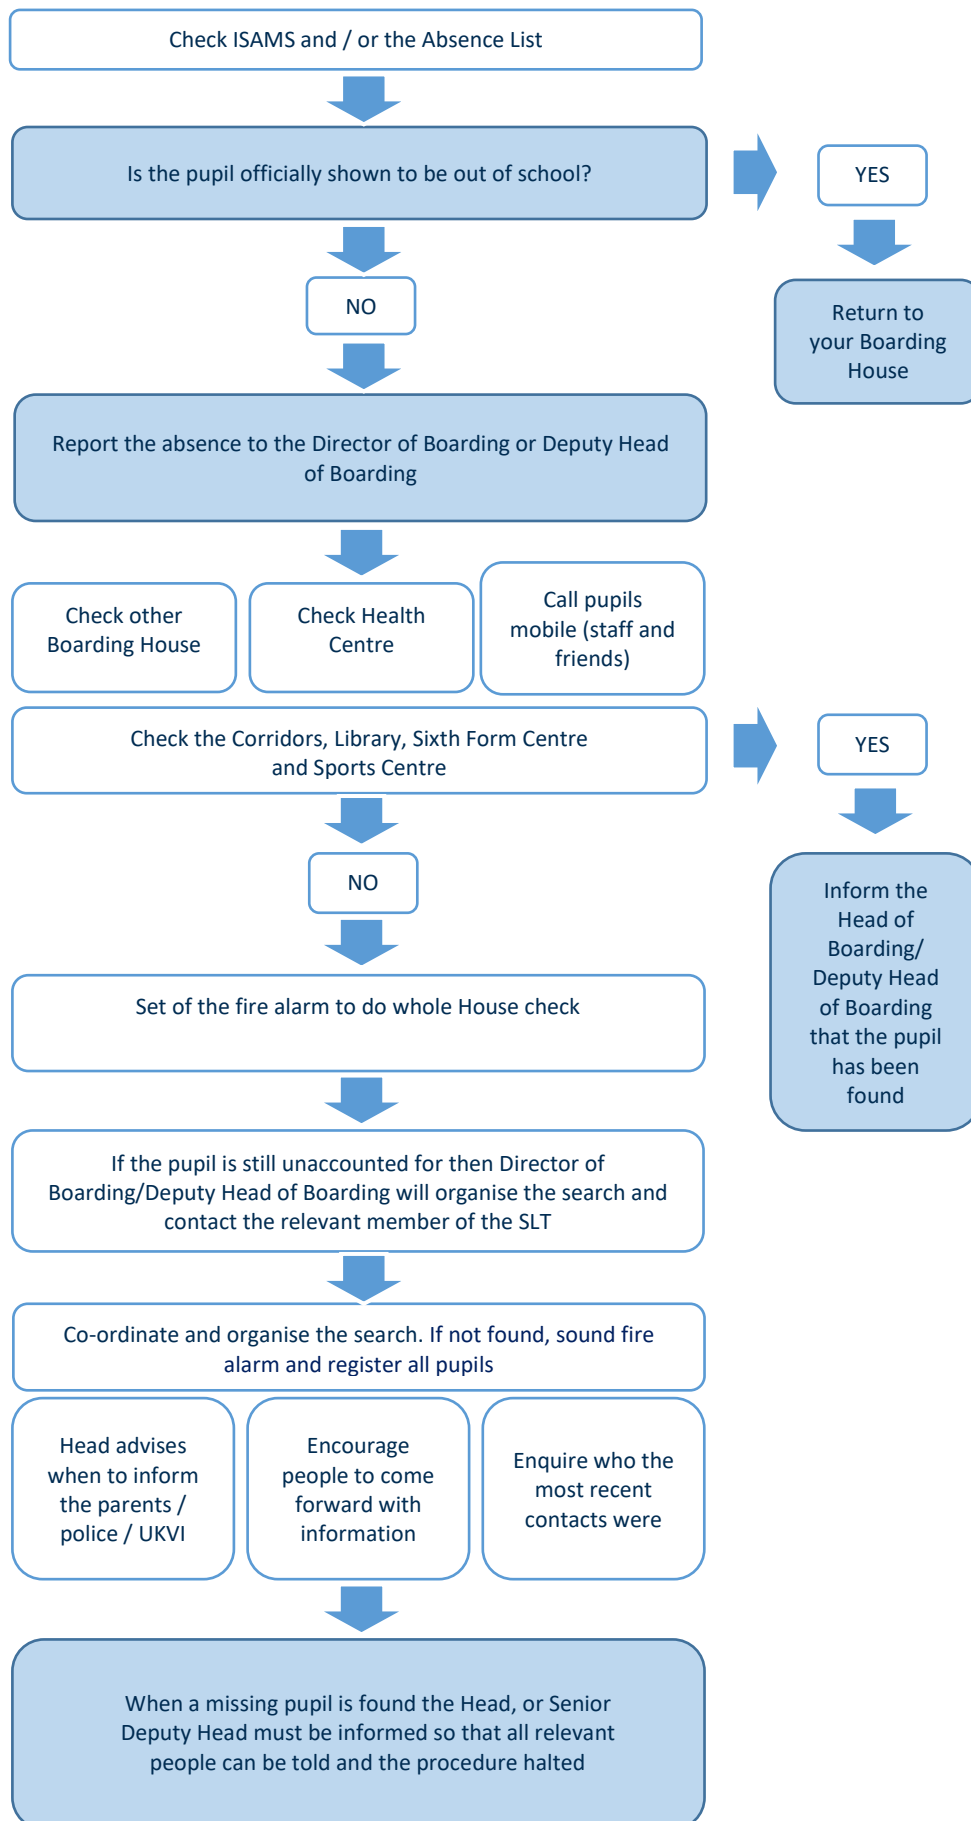 Check ISAMS and / or the Absence List
Is the pupil officially shown to be out of school?
YES
NO
Return to
your Boarding
House
Report the absence to the Director of Boarding or Deputy Head
of Boarding
Check other
Boarding House
Check Health
Centre
Call pupils
mobile (staff and
friends)
Check the Corridors, Library, Sixth Form Centre
and Sports Centre
YES
NO
Inform the
Head of
Boarding/
Deputy Head
of Boarding
that the pupil
has been
found
Set of the fire alarm to do whole House check
If the pupil is still unaccounted for then Director of
Boarding/Deputy Head of Boarding will organise the search and
contact the relevant member of the SLT
Co-ordinate and organise the search. If not found, sound fire
alarm and register all pupils
Head advises
when to inform
the parents /
police / UKVI
Encourage
people to come
forward with
information
Enquire who the
most recent
contacts were
When a missing pupil is found the Head, or Senior
Deputy Head must be informed so that all relevant
people can be told and the procedure halted